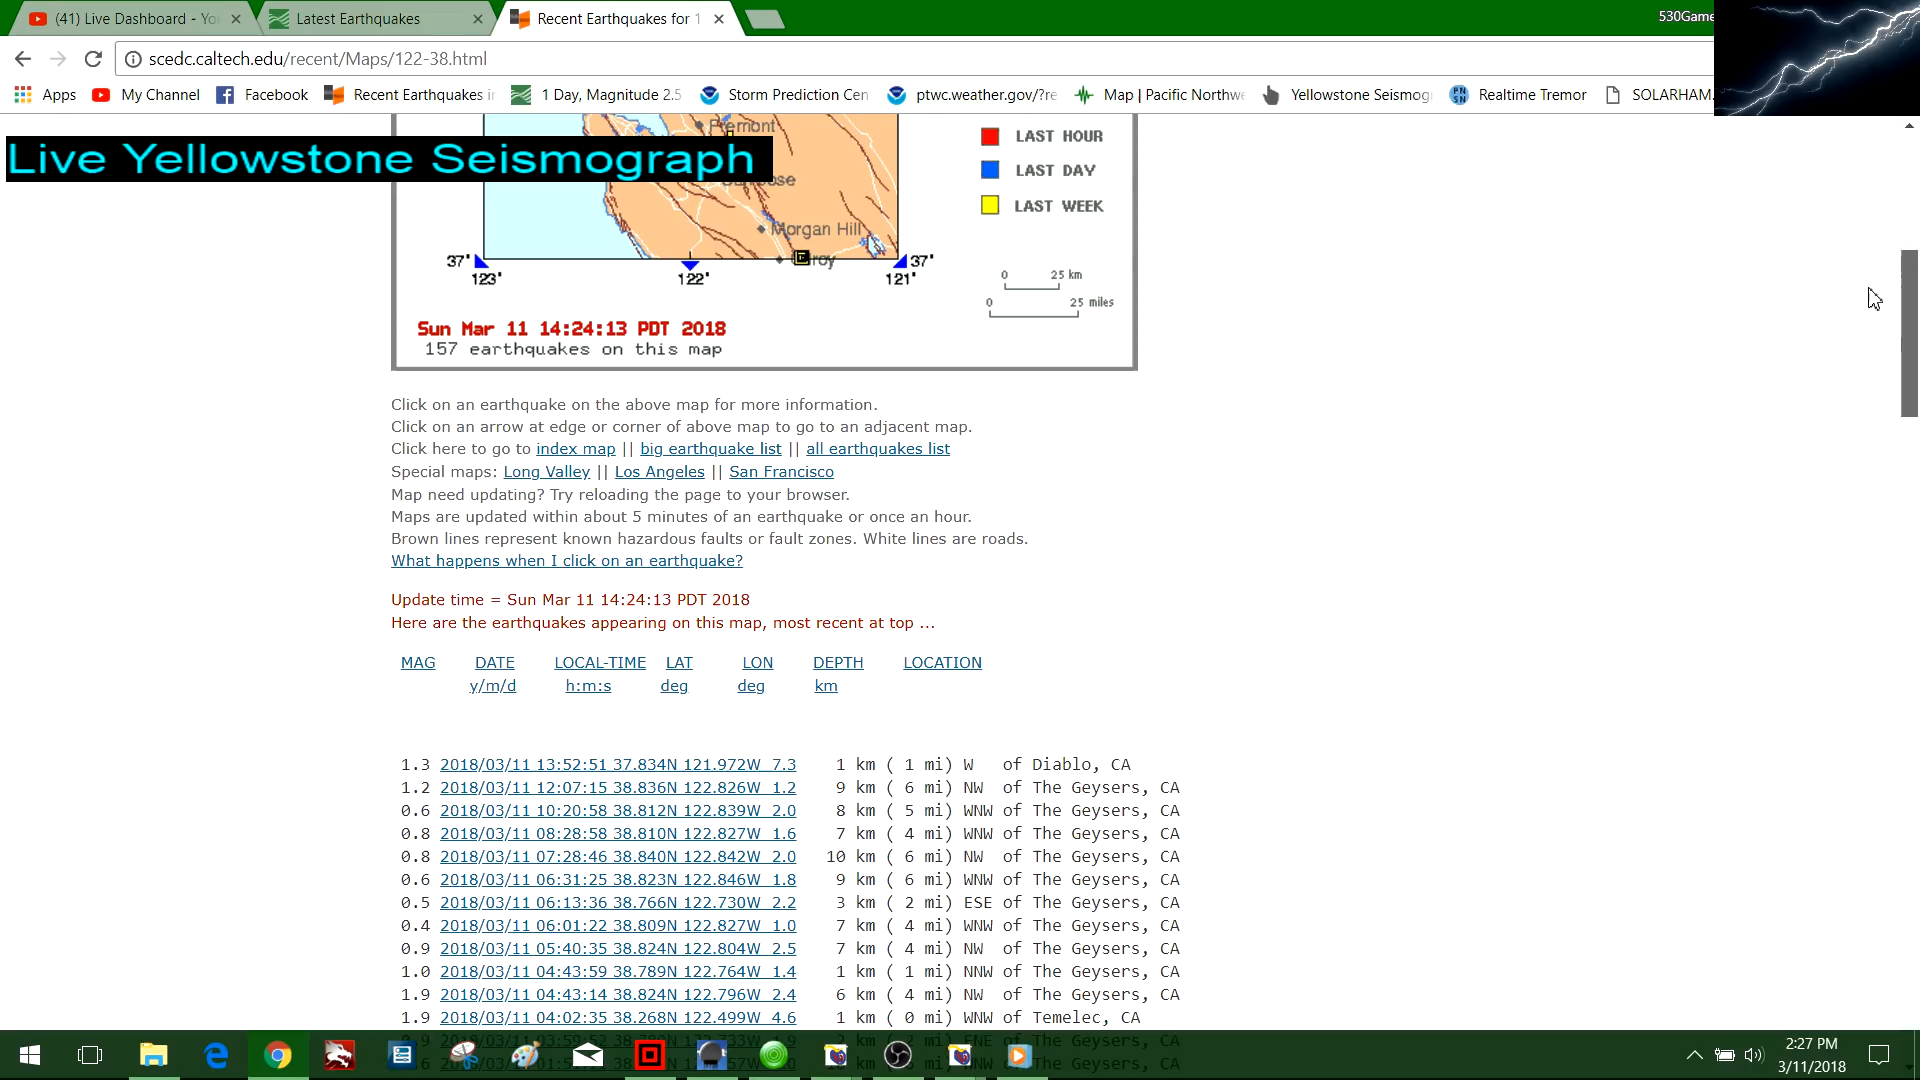 (41) Live Dashboard - Yo
Latest Earthquakes
Recent Earthquakes for 1
530Game
scedc.caltech.edu/recent/Maps/122-38.html
Apps
My Channel
Facebook
Recent Earthquakes i
1 Day, Magnitude 2.5
Storm Prediction Cen
ptwc.weather.gov/?re
Map | Pacific Northw
Yellowstone Seismog
Realtime Tremor
SOLARHAM.
Fremont
LAST HOUR
Live Yellowstone Seismograph
LAST DAY
LAST WEEK
Morgan Hill
37° 37°
123° 122° 121°
0 25 km
0 25 miles
Sun Mar 11 14:24:13 PDT 2018
157 earthquakes on this map
Click on an earthquake on the above map for more information.
Click on an arrow at edge or corner of above map to go to an adjacent map.
Click here to go to index map || big earthquake list || all earthquakes list
Special maps: Long Valley || Los Angeles || San Francisco
Map need updating? Try reloading the page to your browser.
Maps are updated within about 5 minutes of an earthquake or once an hour.
Brown lines represent known hazardous faults or fault zones. White lines are roads.
What happens when I click on an earthquake?
Update time = Sun Mar 11 14:24:13 PDT 2018
Here are the earthquakes appearing on this map, most recent at top ...
MAG DATE LOCAL-TIME LAT LON DEPTH LOCATION
y/m/d h:m:s deg deg km
1.3 2018/03/11 13:52:51 37.834N 121.972W 7.3 1 km ( 1 mi) W of Diablo, CA
1.2 2018/03/11 12:07:15 38.836N 122.826W 1.2 9 km ( 6 mi) NW of The Geysers, CA
0.6 2018/03/11 10:20:58 38.812N 122.839W 2.0 8 km ( 5 mi) WNW of The Geysers, CA
0.8 2018/03/11 08:28:58 38.810N 122.827W 1.6 7 km ( 4 mi) WNW of The Geysers, CA
0.8 2018/03/11 07:28:46 38.840N 122.842W 2.0 10 km ( 6 mi) NW of The Geysers, CA
0.6 2018/03/11 06:31:25 38.823N 122.846W 1.8 9 km ( 6 mi) WNW of The Geysers, CA
0.5 2018/03/11 06:13:36 38.766N 122.730W 2.2 3 km ( 2 mi) ESE of The Geysers, CA
0.4 2018/03/11 06:01:22 38.809N 122.827W 1.0 7 km ( 4 mi) WNW of The Geysers, CA
0.9 2018/03/11 05:40:35 38.824N 122.804W 2.5 7 km ( 4 mi) NW of The Geysers, CA
1.0 2018/03/11 04:43:59 38.789N 122.764W 1.4 1 km ( 1 mi) NNW of The Geysers, CA
1.9 2018/03/11 04:43:14 38.824N 122.796W 2.4 6 km ( 4 mi) NW of The Geysers, CA
1.9 2018/03/11 04:02:35 38.268N 122.499W 4.6 1 km ( 0 mi) WNW of Temelec, CA
2:27 PM
3/11/2018